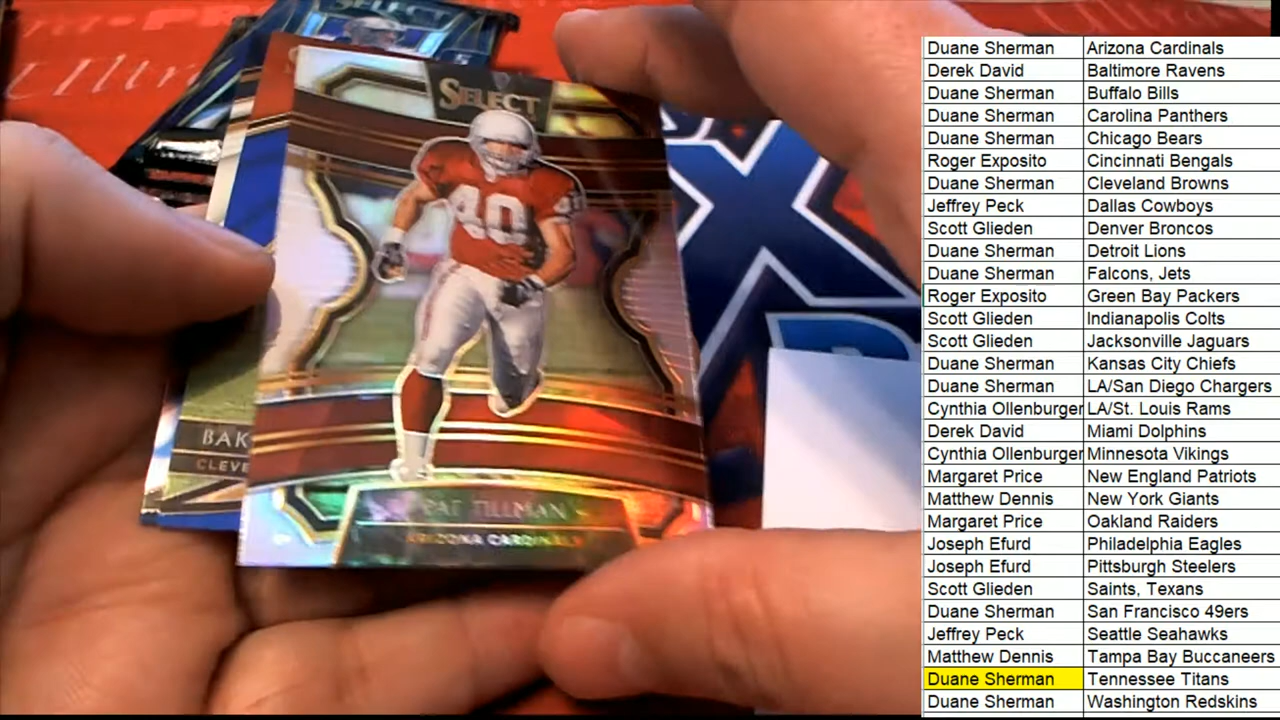 SELECT
SELECT
40
PAT TILLMAN
ARIZONA CARDINALS
BAK
CLEVE
Duane Sherman Arizona Cardinals
Derek David Baltimore Ravens
Duane Sherman Buffalo Bills
Duane Sherman Carolina Panthers
Duane Sherman Chicago Bears
Roger Exposito Cincinnati Bengals
Duane Sherman Cleveland Browns
Jeffrey Peck Dallas Cowboys
Scott Glieden Denver Broncos
Duane Sherman Detroit Lions
Duane Sherman Falcons, Jets
Roger Exposito Green Bay Packers
Scott Glieden Indianapolis Colts
Scott Glieden Jacksonville Jaguars
Duane Sherman Kansas City Chiefs
Duane Sherman LA/San Diego Chargers
Cynthia Ollenburger LA/St. Louis Rams
Derek David Miami Dolphins
Cynthia Ollenburger Minnesota Vikings
Margaret Price New England Patriots
Matthew Dennis New York Giants
Margaret Price Oakland Raiders
Joseph Efurd Philadelphia Eagles
Joseph Efurd Pittsburgh Steelers
Scott Glieden Saints, Texans
Duane Sherman San Francisco 49ers
Jeffrey Peck Seattle Seahawks
Matthew Dennis Tampa Bay Buccaneers
Duane Sherman Tennessee Titans
Duane Sherman Washington Redskins